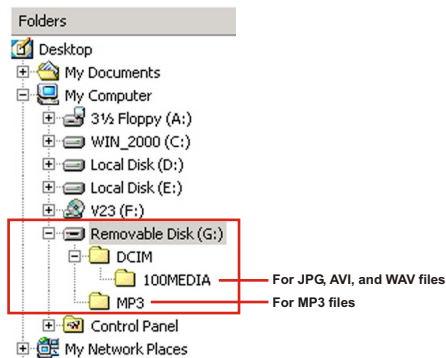 Folders
Desktop
My Documents
My Computer
3½ Floppy (A:)
WIN_2000 (C:)
Local Disk (D:)
Local Disk (E:)
V23 (F:)
Removable Disk (G:)
DCIM
100MEDIA For JPG, AVI, and WAV files
MP3 For MP3 files
Control Panel
My Network Places